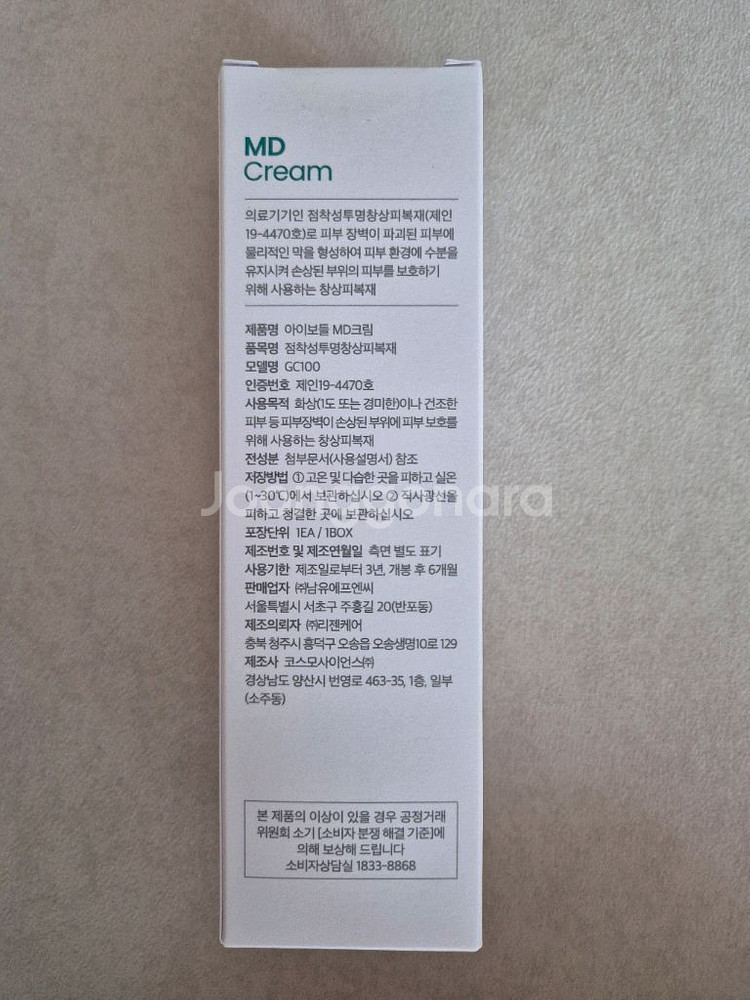 MD
Cream
의료기기인 점착성투명창상피복재(제인
19-4470호)로 피부 장벽이 파괴된 피부에
물리적인 막을 형성하여 피부 환경에 수분을
유지시켜 손상된 부위의 피부를 보호하기
위해 사용하는 창상피복재
제품명 아이보들 MD크림
품목명 점착성투명창상피복재
모델명 GC100
인증번호 제인19-4470호
사용목적 화상(1도 또는 경미한)이나 건조한
피부 등 피부장벽이 손상된 부위에 피부 보호를
위해 사용하는 창상피복재
전성분 첨부문서(사용설명서) 참조
저장방법 ① 고온 및 다습한 곳을 피하고 실온
(1~30℃)에서 보관하십시오 ② 직사광선을
피하고 청결한 곳에 보관하십시오
포장단위 1EA / 1BOX
제조번호 및 제조연월일 측면 별도 표기
사용기한 제조일로부터 3년, 개봉 후 6개월
판매업자 ㈜남유에프엔씨
서울특별시 서초구 주흥길 20(반포동)
제조의뢰자 ㈜리젠케어
충북 청주시 흥덕구 오송읍 오송생명10로 129
제조사 코스모사이언스㈜
경상남도 양산시 번영로 463-35, 1층, 일부
(소주동)
본 제품의 이상이 있을 경우 공정거래
위원회 소기 [소비자 분쟁 해결 기준]에
의해 보상해 드립니다
소비자상담실 1833-8868
Joonggonara